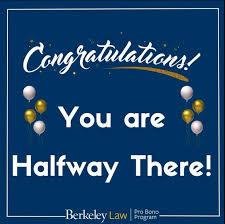 Congratulations!
You are
Halfway There!
Berkeley Law | Pro Bono
Program